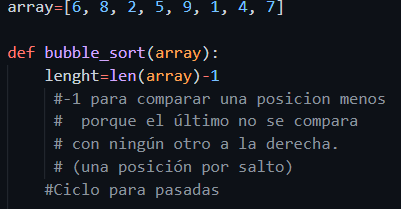 array=[6, 8, 2, 5, 9, 1, 4, 7]
def bubble_sort(array):
lenght=len(array)-1
#-1 para comparar una posicion menos
#  porque el último no se compara
# con ningún otro a la derecha.
# (una posición por salto)
#Ciclo para pasadas